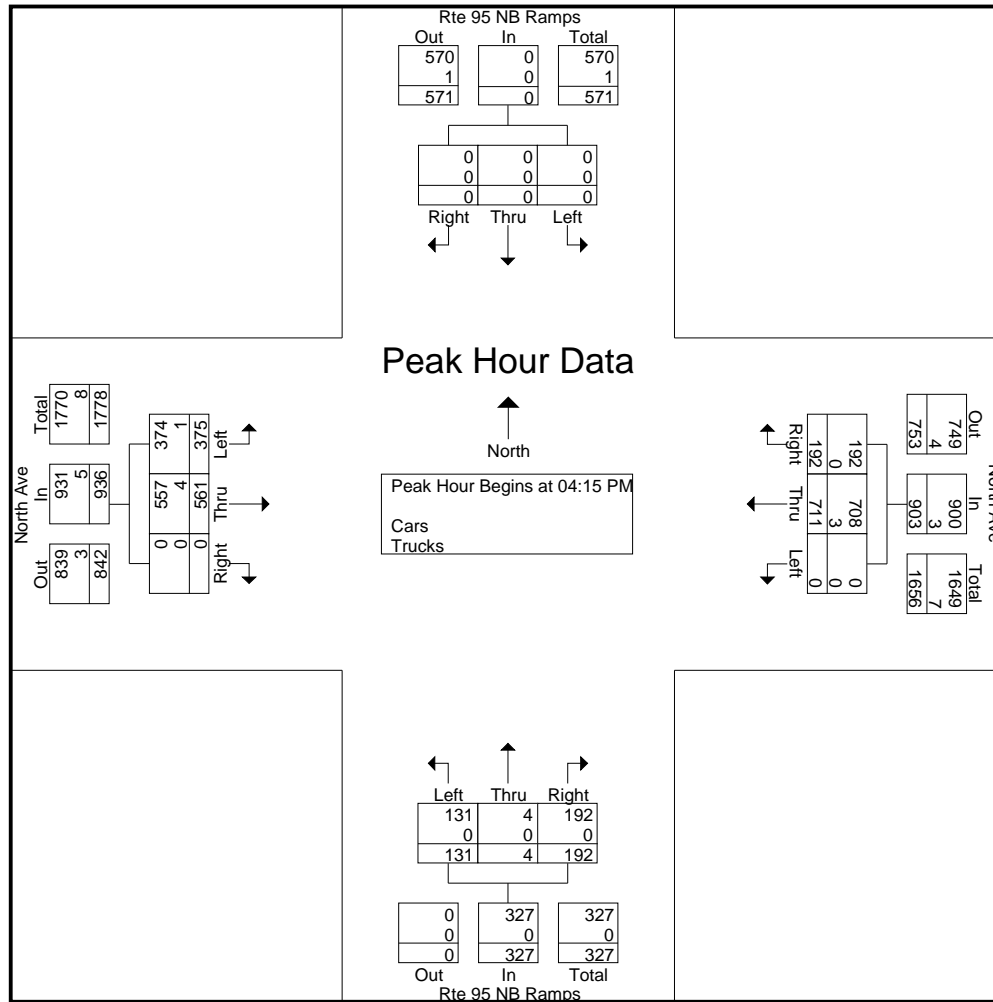 Rte 95 NB Ramps
Out In Total
570 0 570
1 0 1
571 0 571
0 0 0
0 0 0
0 0 0
Right Thru Left
Peak Hour Data
North
Peak Hour Begins at 04:15 PM
Cars
Trucks
North Ave
Out In Total
839 931 1770
3 5 8
842 936 1778
Right Thru Left
0 557 374
0 4 1
0 561 375
North Ave
Out In Total
749 900 1649
4 3 7
753 903 1656
Right Thru Left
192 708 0
0 3 0
192 711 0
Left Thru Right
131 4 192
0 0 0
131 4 192
0 327 327
0 0 0
0 327 327
Out In Total
Rte 95 NB Ramps